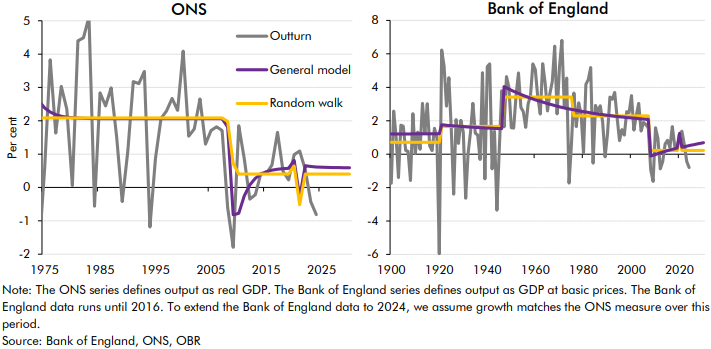 ONS
Bank of England
Per cent
5
4
3
2
1
0
-1
-2
Outturn
General model
Random walk
1975 1985 1995 2005 2015 2025
8
6
4
2
0
-2
-4
-6
1900 1920 1940 1960 1980 2000 2020
Note: The ONS series defines output as real GDP. The Bank of England series defines output as GDP at basic prices. The Bank of
England data runs until 2016. To extend the Bank of England data to 2024, we assume growth matches the ONS measure over this
period.
Source: Bank of England, ONS, OBR